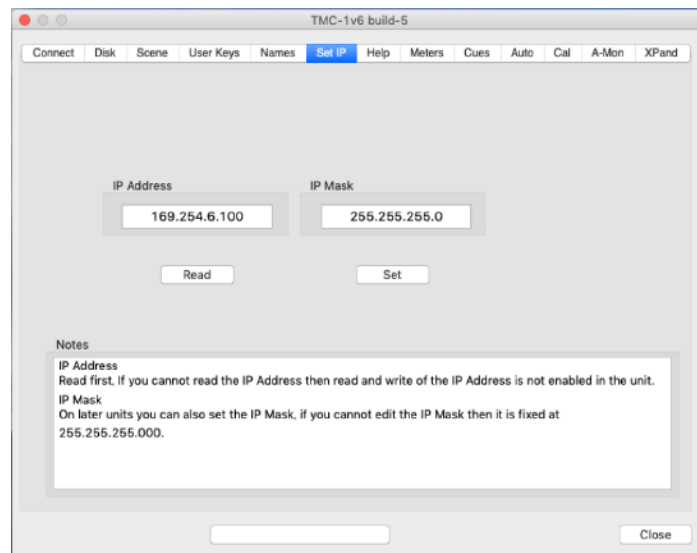 TMC-1v6 build-5
Connect Disk Scene User Keys Names Set IP Help Meters Cues Auto Cal A-Mon XPand
IP Address IP Mask
169.254.6.100 255.255.255.0
Read Set
Notes
IP Address
Read first, If you cannot read the IP Address then read and write of the IP Address is not enabled in the unit.
IP Mask
On later units you can also set the IP Mask, if you cannot edit the IP Mask then it is fixed at
255.255.255.000.
Close